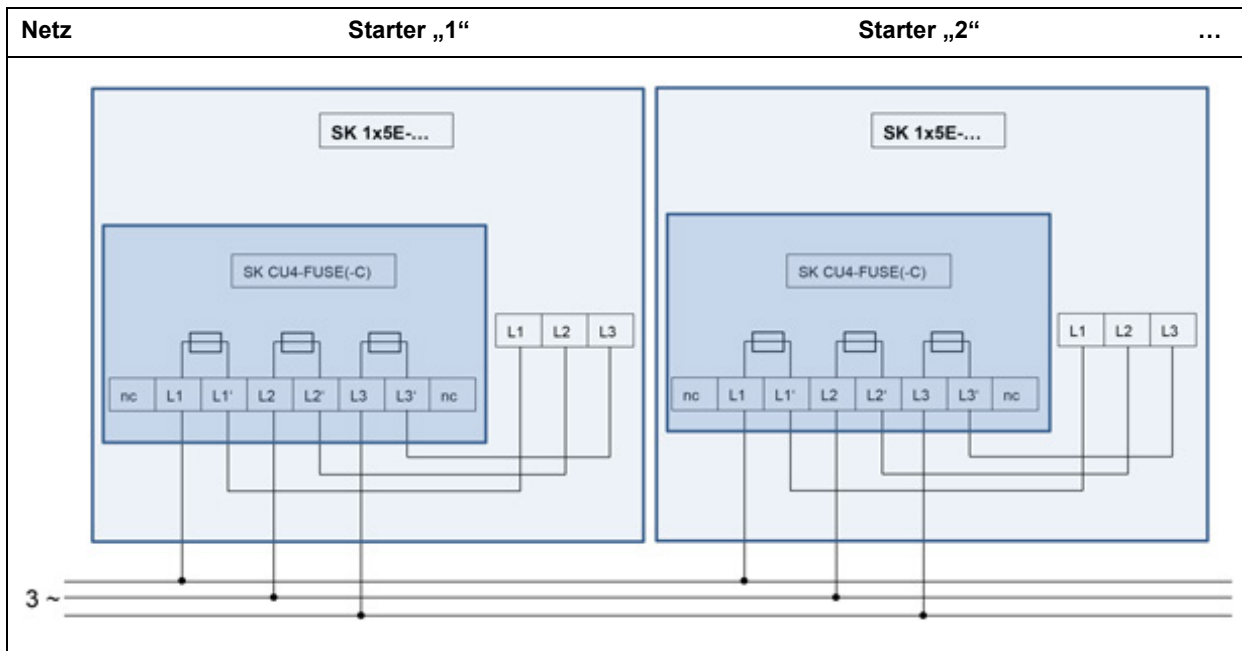 Netz Starter „1“ Starter „2“ …
SK 1x5E-... SK 1x5E-...
SK CU4-FUSE(-C) SK CU4-FUSE(-C)
L1 L2 L3 L1 L2 L3
nc L1 L1' L2 L2' L3 L3' nc nc L1 L1' L2 L2' L3 L3' nc
3 ~